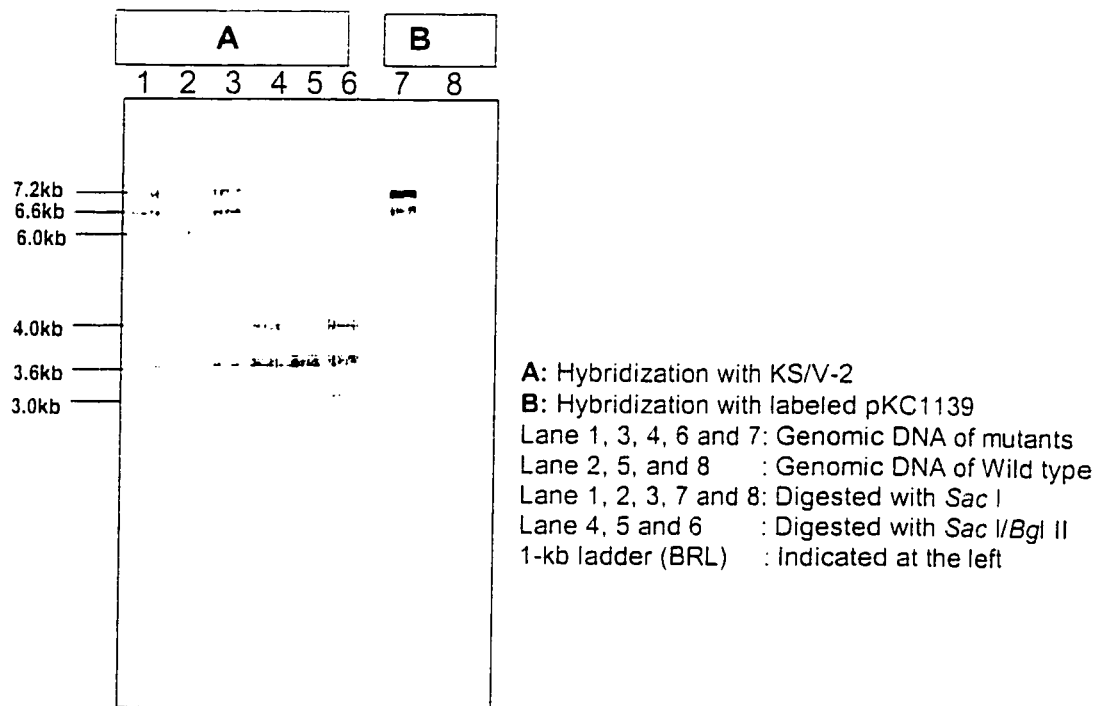 A B
1 2 3 4 5 6 7 8
7.2kb
6.6kb
6.0kb
4.0kb
3.6kb
3.0kb
A: Hybridization with KS/V-2
B: Hybridization with labeled pKC1139
Lane 1, 3, 4, 6 and 7: Genomic DNA of mutants
Lane 2, 5, and 8 : Genomic DNA of Wild type
Lane 1, 2, 3, 7 and 8: Digested with Sac I
Lane 4, 5 and 6 : Digested with Sac I/Bgl II
1-kb ladder (BRL) : Indicated at the left